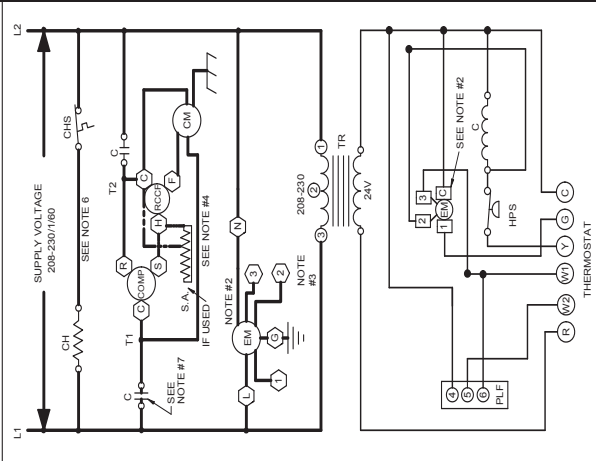 L2
L1
SUPPLY VOLTAGE
208-230/1/60
CHS
SEE NOTE 6
CH
C
T2
C
RCCF
F
CM
R
H
COMP
S
C
SEE NOTE #4
S.A.
IF USED
T1
C
SEE
NOTE #7
N
NOTE #2
EM
3
2
G
1
L
NOTE
#3
1
208-230
2
3
TR
24V
SEE NOTE #2
3
2
EM
C
1
C
HPS
4
5
6
PLF
C
G
Y
W1
W2
R
THERMOSTAT